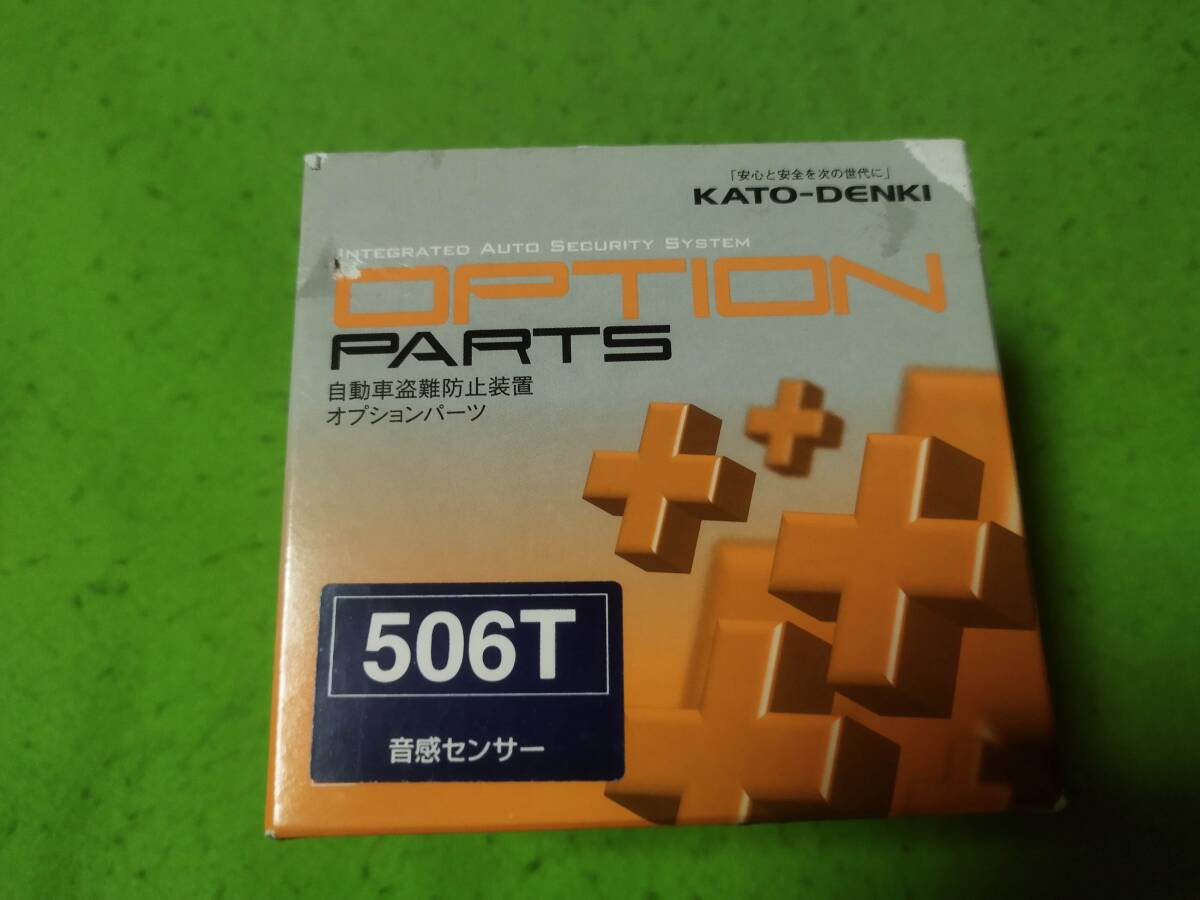 「安心と安全を次の世代に」
KATO-DENKI
INTEGRATED AUTO SECURITY SYSTEM
OPTION
PARTS
自動車盗難防止装置
オプションパーツ
506T
音感センサー